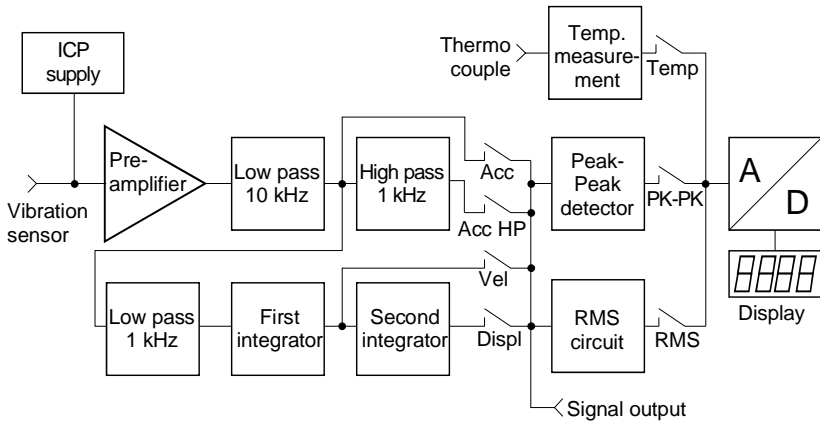 ICP
supply
Thermo
couple
Temp.
measure-
ment
Temp
Pre-
amplifier
Low pass
10 kHz
High pass
1 kHz
Acc
Acc HP
Peak-
Peak
detector
PK-PK
A
D
Vibration
sensor
Vel
8888
Display
Low pass
1 kHz
First
integrator
Second
integrator
Displ
RMS
circuit
RMS
Signal output